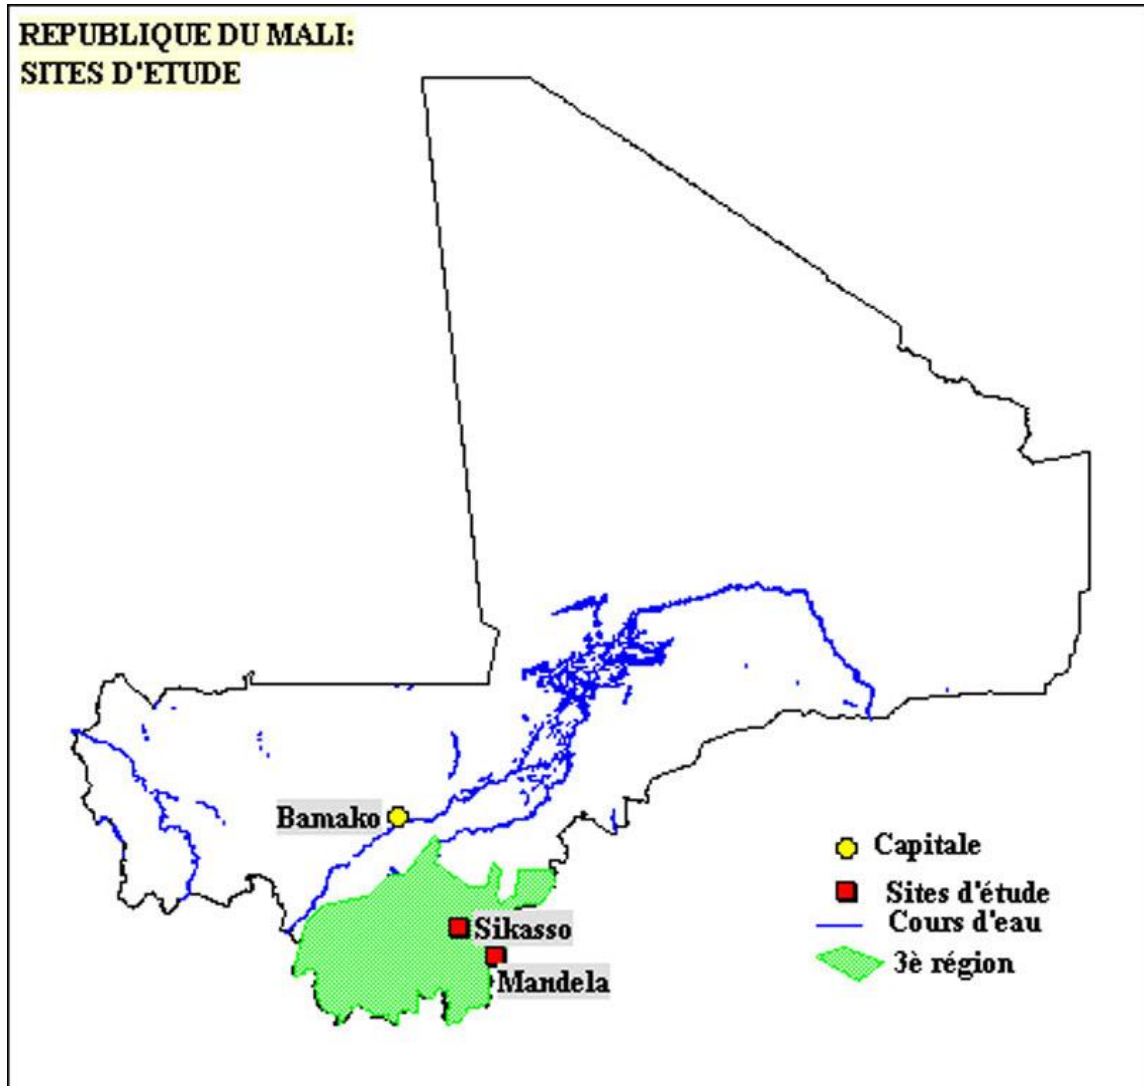 REPUBLIQUE DU MALI:
SITES D'ETUDE
Bamako
Capitale
Sites d'étude
Sikasso
Cours d'eau
3è région
Mandela